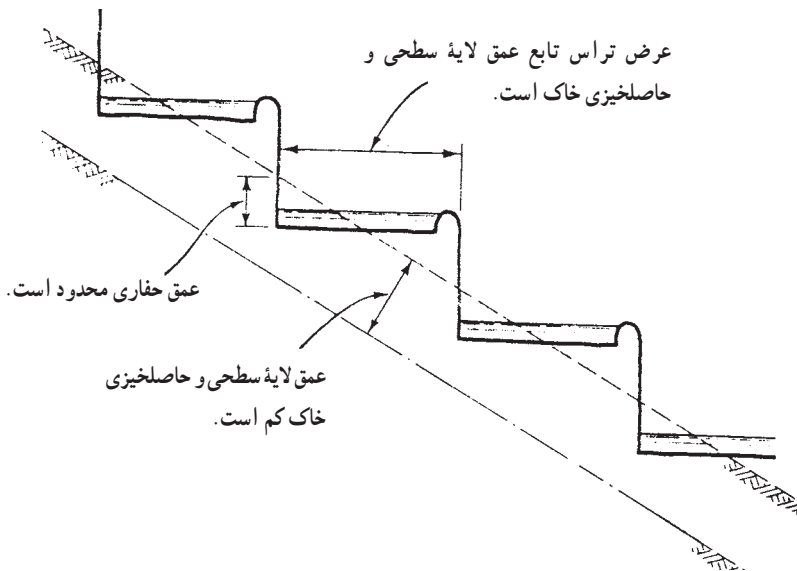 عرض تراس تابع عمق لایهٔ سطحی و
حاصلخیزی خاک است.
عمق حفاری محدود است.
عمق لایهٔ سطحی و حاصلخیزی
خاک کم است.